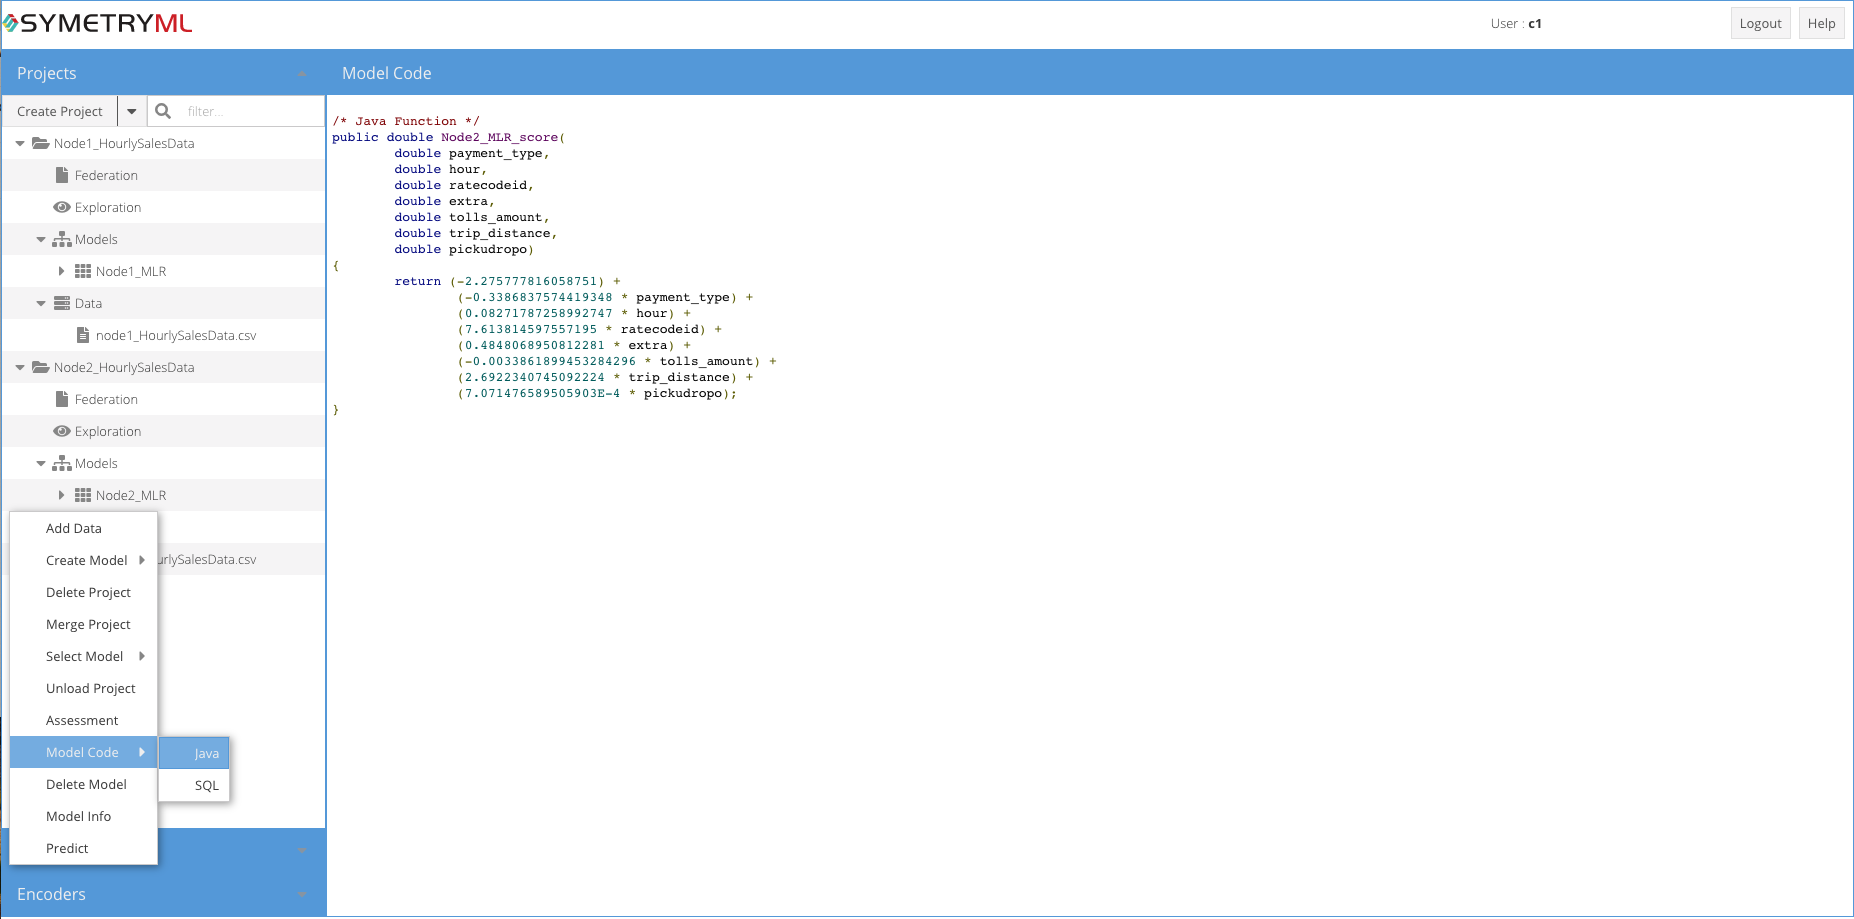 SYMETRYML
User : c1
Logout
Help
Projects
Model Code
Create Project
filter...
Node1_HourlySalesData
Federation
Exploration
Models
Node1_MLR
Data
node1_HourlySalesData.csv
Node2_HourlySalesData
Federation
Exploration
Models
Node2_MLR
urlySalesData.csv
Add Data
Create Model
Delete Project
Merge Project
Select Model
Unload Project
Assessment
Model Code
Java
SQL
Delete Model
Model Info
Predict
Encoders
/* Java Function */
public double Node2_MLR_score(
double payment_type,
double hour,
double ratecodeid,
double extra,
double tolls_amount,
double trip_distance,
double pickudropo)
{
return (-2.275777816058751) +
(-0.3386837574419348 * payment_type) +
(0.08271787258992747 * hour) +
(7.613814597557195 * ratecodeid) +
(0.4848068950812281 * extra) +
(-0.0033861899453284296 * tolls_amount) +
(2.6922340745092224 * trip_distance) +
(7.071476589505903E-4 * pickudropo);
}